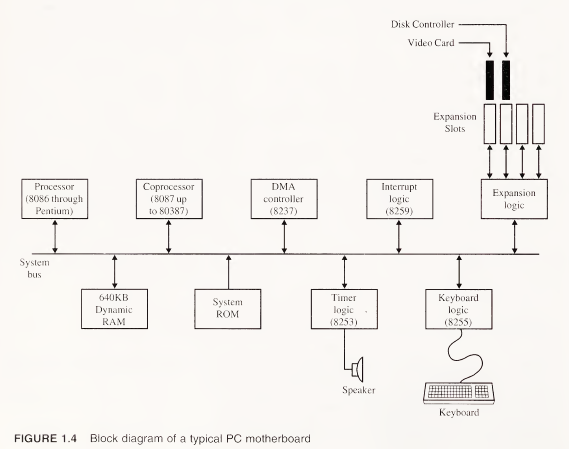 Disk Controller
Video Card
Expansion
Slots
Processor
(8086 through
Pentium)
Coprocessor
(8087 up
to 80387)
DMA
controller
(8237)
Interrupt
logic
(8259)
Expansion
logic
System
bus
640KB
Dynamic
RAM
System
ROM
Timer
logic
(8253)
Keyboard
logic
(8255)
Speaker
Keyboard
FIGURE 1.4 Block diagram of a typical PC motherboard